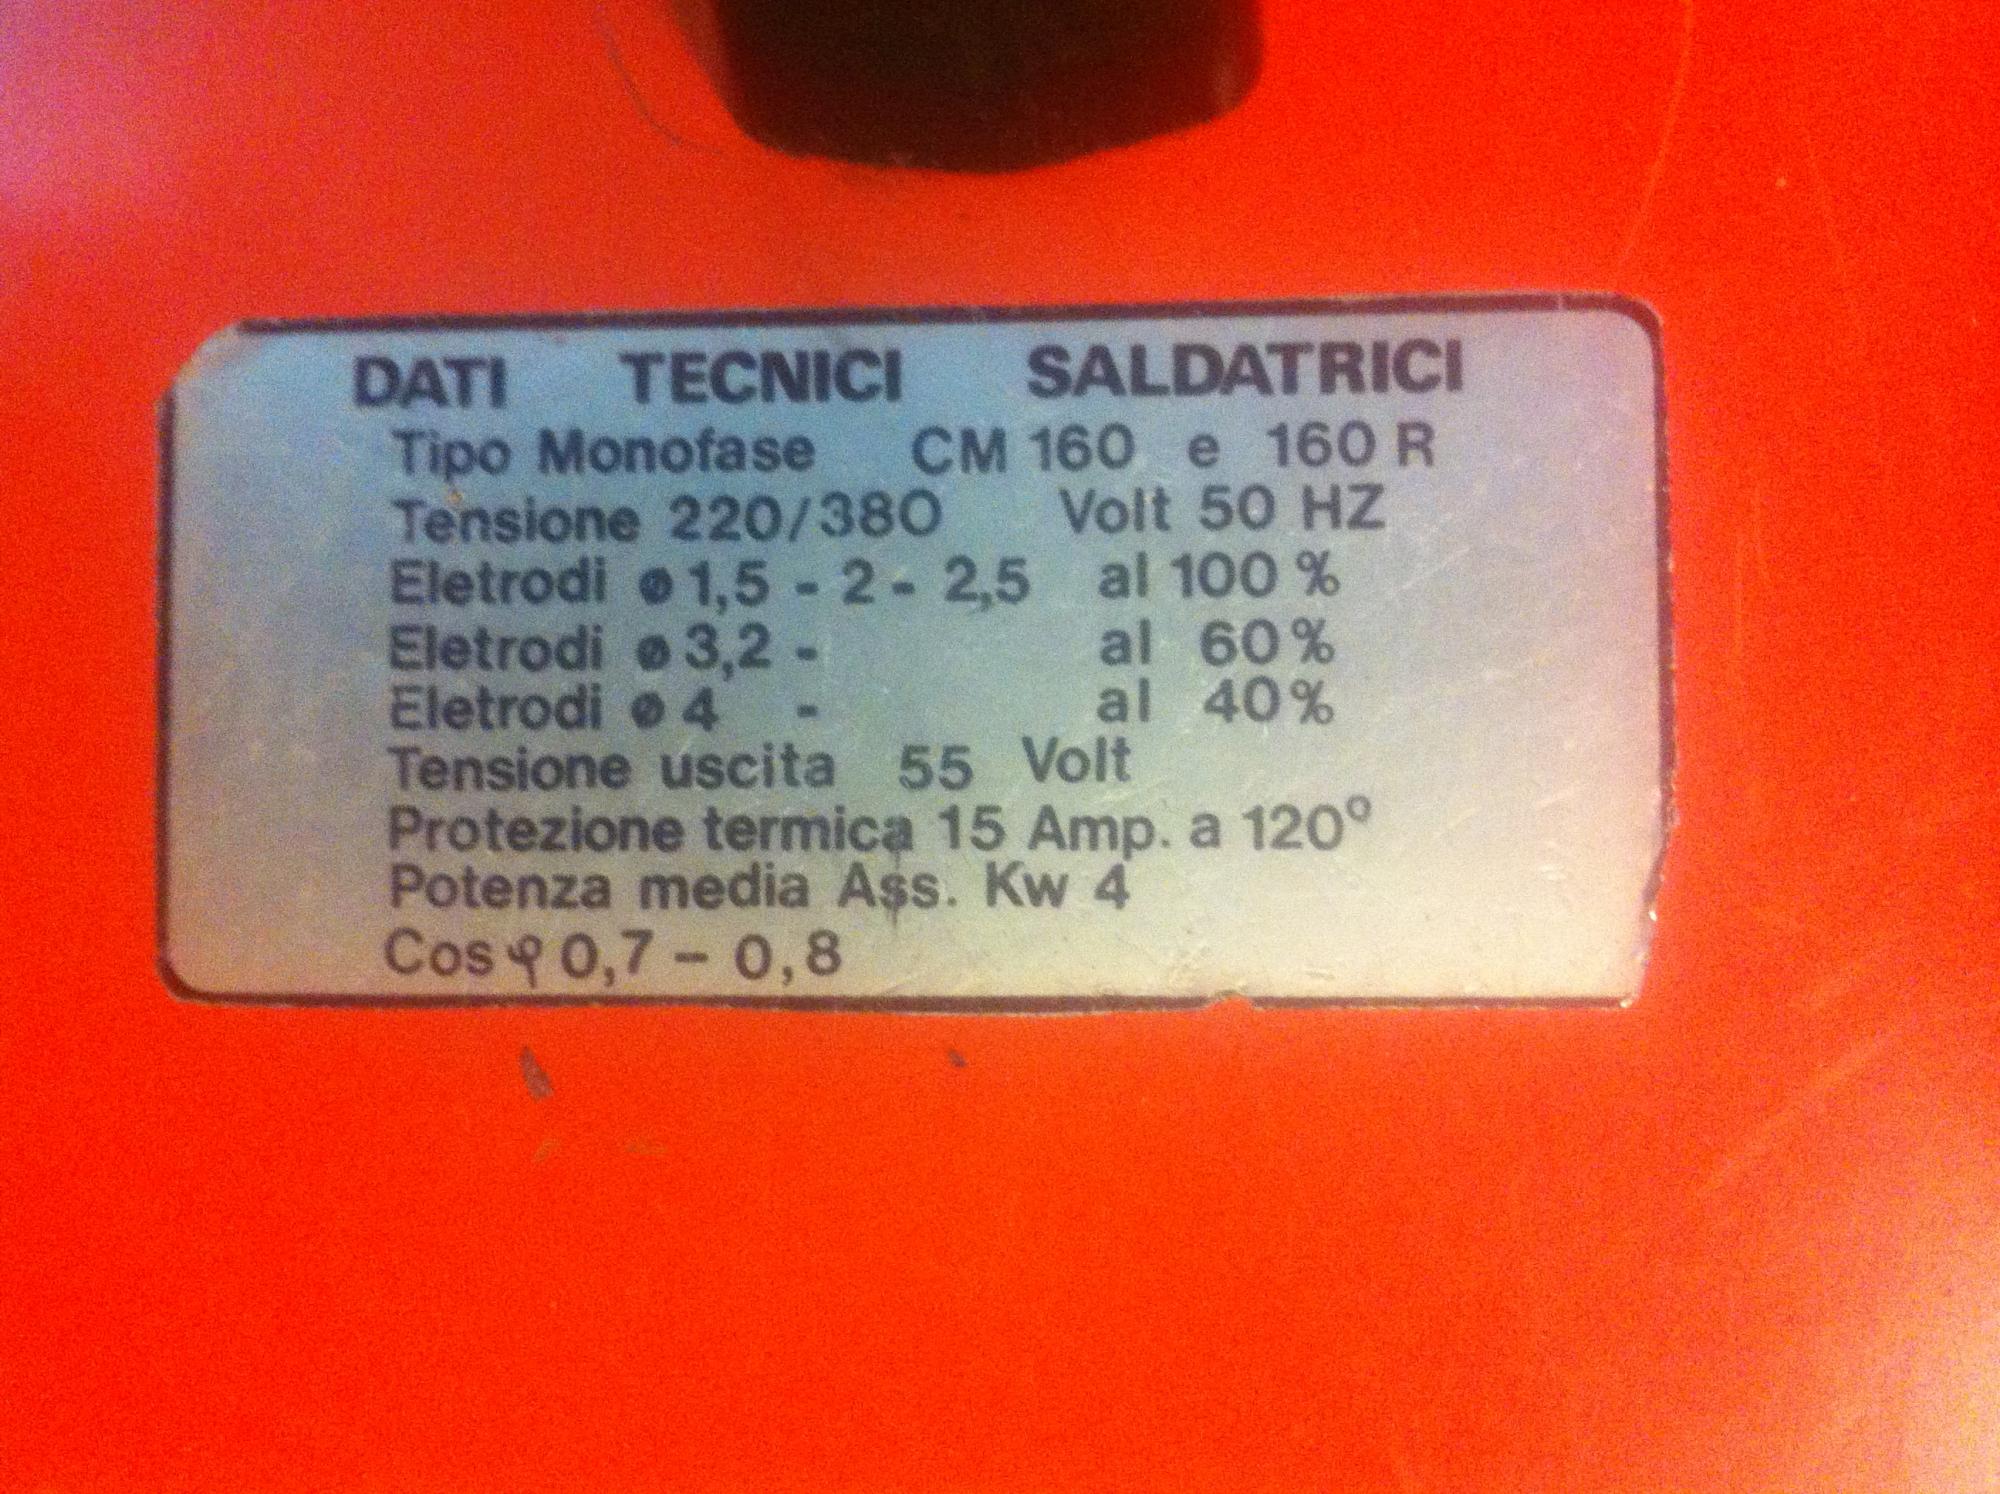 DATI TECNICI SALDATRICI
Tipo Monofase CM 160 e 160 R
Tensione 220/380 Volt 50 HZ
Eletrodi ø 1,5 - 2 - 2,5 al 100 %
Eletrodi ø 3,2 - al 60 %
Eletrodi ø 4 - al 40 %
Tensione uscita 55 Volt
Protezione termica 15 Amp. a 120º
Potenza media Ass. Kw 4
Cos φ 0,7 – 0,8